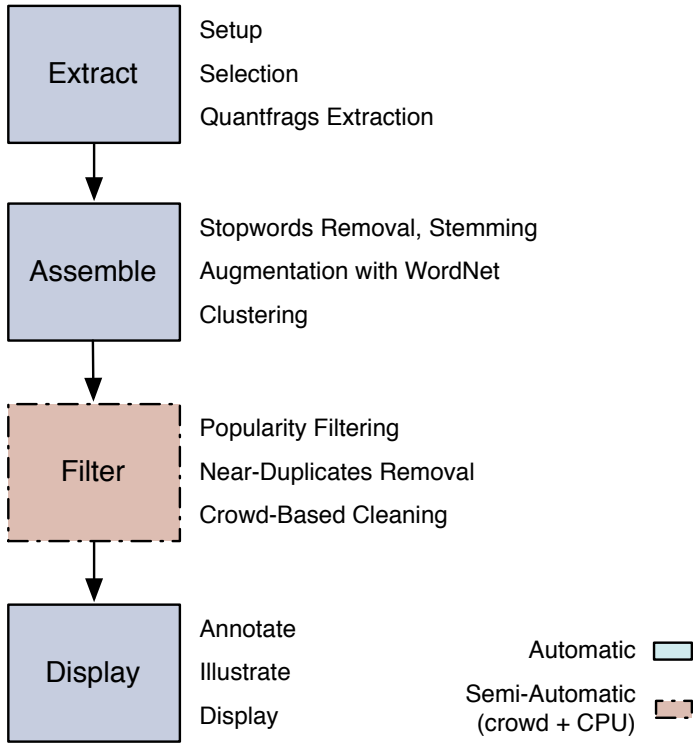 Extract
Setup
Selection
Quantfrags Extraction
Assemble
Stopwords Removal, Stemming
Augmentation with WordNet
Clustering
Filter
Popularity Filtering
Near-Duplicates Removal
Crowd-Based Cleaning
Display
Annotate
Illustrate
Display
Automatic
Semi-Automatic
(crowd + CPU)